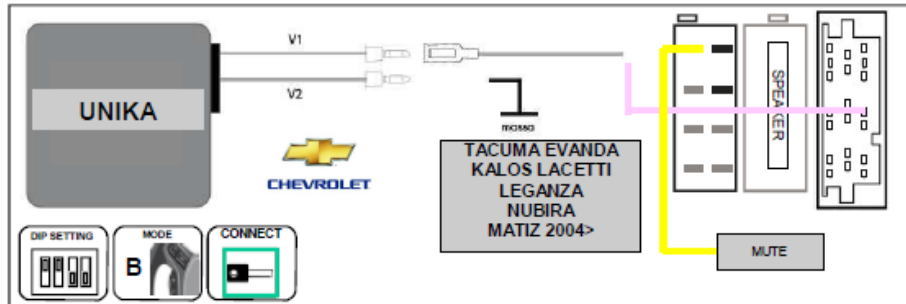 V1
V2
UNIKA
CHEVROLET
massa
TACUMA EVANDA
KALOS LACETTI
LEGANZA
NUBIRA
MATIZ 2004>
SPEAKER
MUTE
DIP SETTING
MODE
B
CONNECT